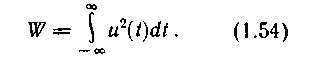 W = ∫_{-∞}^{∞} u²(t)dt . (1.54)